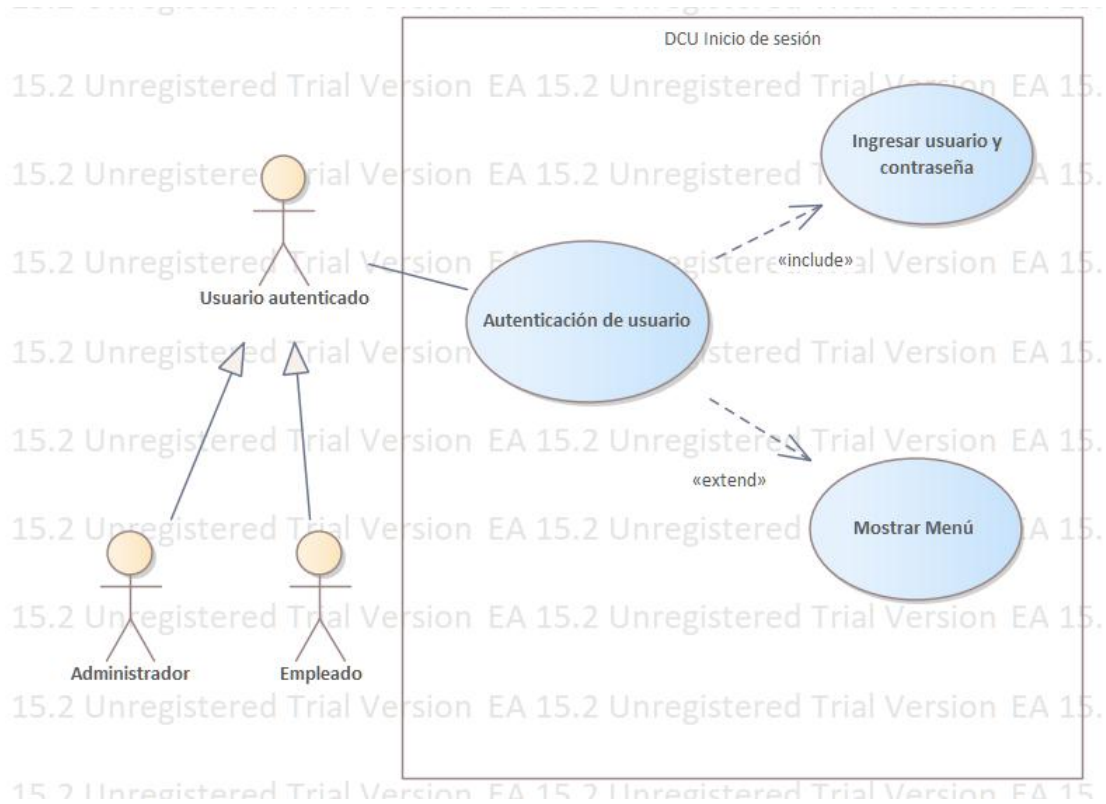 DCU Inicio de sesión
Ingresar usuario y
contraseña
«include»
Usuario autenticado
Autenticación de usuario
«extend»
Mostrar Menú
Administrador
Empleado
15.2 Unregistered Trial Version EA 15.2 Unregistered Trial Version EA 15.